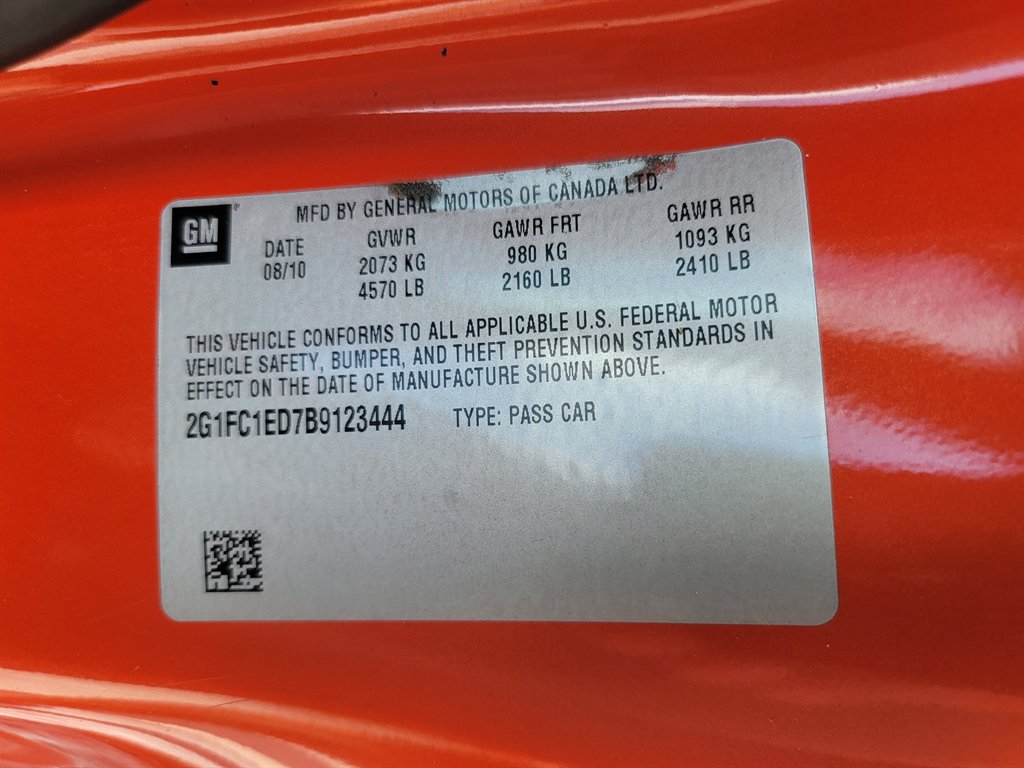 MFD BY GENERAL MOTORS OF CANADA LTD.
GM®
DATE GVWR GAWR FRT GAWR RR
08/10 2073 KG 980 KG 1093 KG
4570 LB 2160 LB 2410 LB
THIS VEHICLE CONFORMS TO ALL APPLICABLE U.S. FEDERAL MOTOR
VEHICLE SAFETY, BUMPER, AND THEFT PREVENTION STANDARDS IN
EFFECT ON THE DATE OF MANUFACTURE SHOWN ABOVE.
2G1FC1ED7B9123444 TYPE: PASS CAR